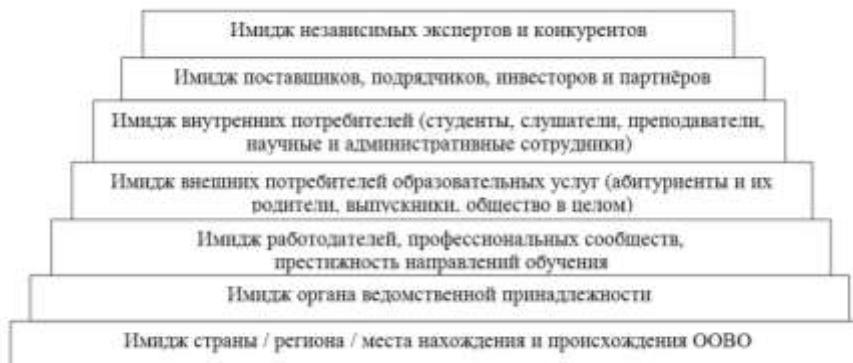 Имидж независимых экспертов и конкурентов
Имидж поставщиков, подрядчиков, инвесторов и партнёров
Имидж внутренних потребителей (студенты, слушатели, преподаватели,
научные и административные сотрудники)
Имидж внешних потребителей образовательных услуг (абитуриенты и их
родители, выпускники, общество в целом)
Имидж работодателей, профессиональных сообществ,
престижность направлений обучения
Имидж органа ведомственной принадлежности
Имидж страны / региона / места нахождения и происхождения ООВО